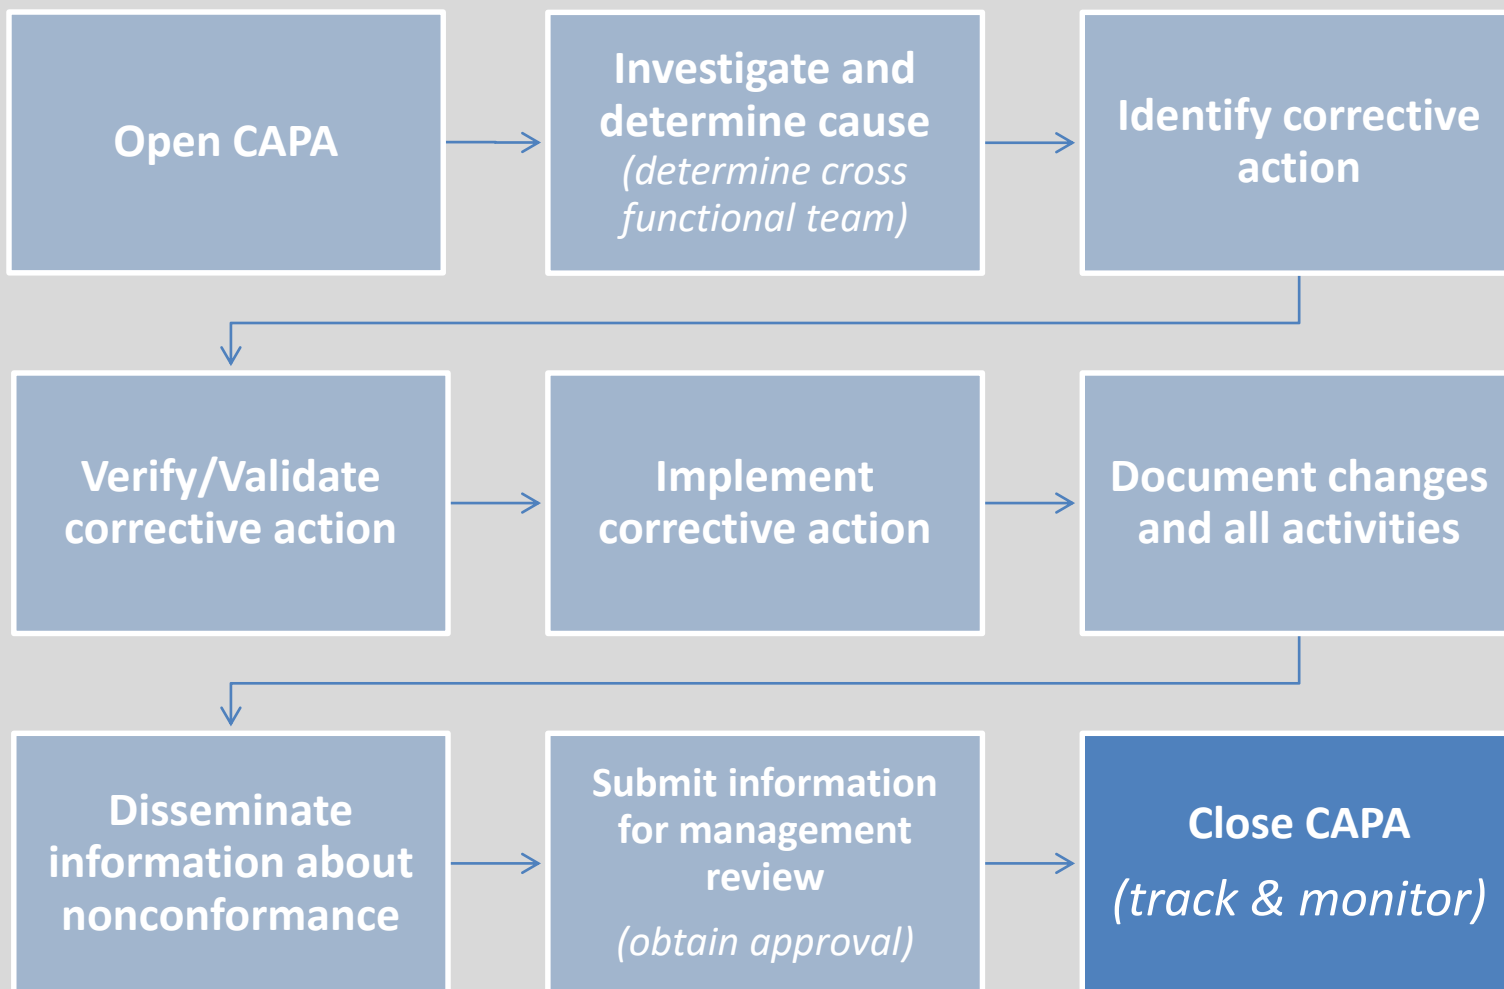 Open CAPA
Investigate and
determine cause
(determine cross
functional team)
Identify corrective
action
Verify/Validate
corrective action
Implement
corrective action
Document changes
and all activities
Disseminate
information about
nonconformance
Submit information
for management
review
(obtain approval)
Close CAPA
(track & monitor)